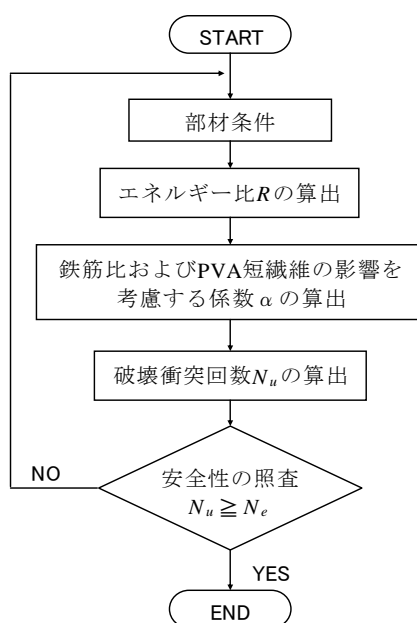 START
部材条件
エネルギー比Rの算出
鉄筋比およびPVA短繊維の影響を
考慮する係数αの算出
破壊衝突回数Nuの算出
安全性の照査
Nu≧Ne
NO
YES
END